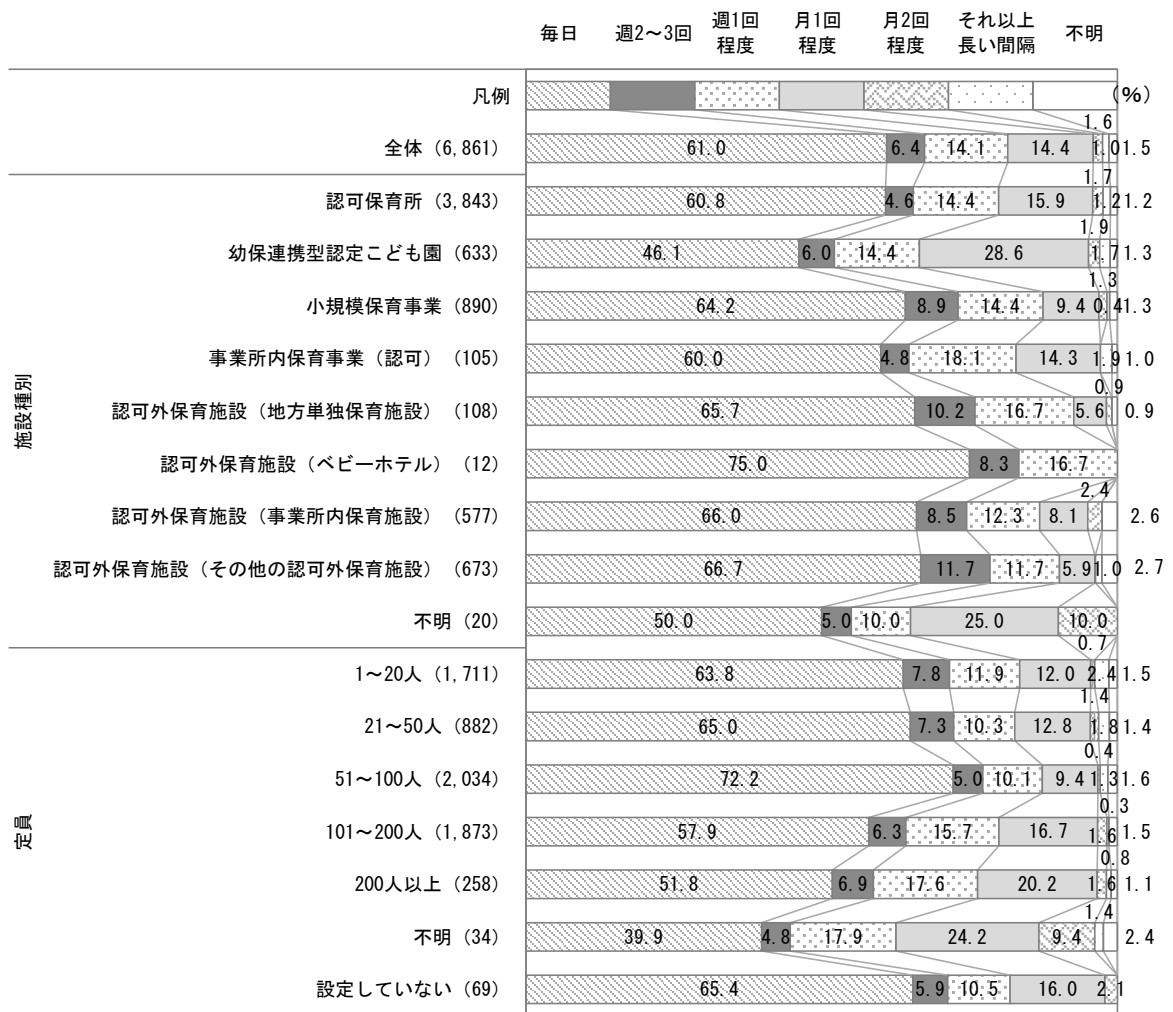 毎日 週2～3回 週1回程度 月1回程度 月2回程度 それ以上長い間隔 不明
凡例 (%)
1.6
全体（6,861） 61.0 6.4 14.1 14.4 1.0 1.5
施設種別
1.7
認可保育所（3,843） 60.8 4.6 14.4 15.9 1.2 1.2
1.9
幼保連携型認定こども園（633） 46.1 6.0 14.4 28.6 1.7 1.3
1.3
小規模保育事業（890） 64.2 8.9 14.4 9.4 0.4 1.3
事業所内保育事業（認可）（105） 60.0 4.8 18.1 14.3 1.9 1.0
0.9
認可外保育施設（地方単独保育施設）（108） 65.7 10.2 16.7 5.6 0.9
認可外保育施設（ベビーホテル）（12） 75.0 8.3 16.7
2.4
認可外保育施設（事業所内保育施設）（577） 66.0 8.5 12.3 8.1 2.6
認可外保育施設（その他の認可外保育施設）（673） 66.7 11.7 11.7 5.9 1.0 2.7
不明（20） 50.0 5.0 10.0 25.0 10.0
定員
0.7
1～20人（1,711） 63.8 7.8 11.9 12.0 2.4 1.5
1.4
21～50人（882） 65.0 7.3 10.3 12.8 1.8 1.4
0.4
51～100人（2,034） 72.2 5.0 10.1 9.4 1.3 1.6
0.3
101～200人（1,873） 57.9 6.3 15.7 16.7 1.6 1.5
0.8
200人以上（258） 51.8 6.9 17.6 20.2 1.6 1.1
1.4
不明（34） 39.9 4.8 17.9 24.2 9.4 2.4
設定していない（69） 65.4 5.9 10.5 16.0 2.1